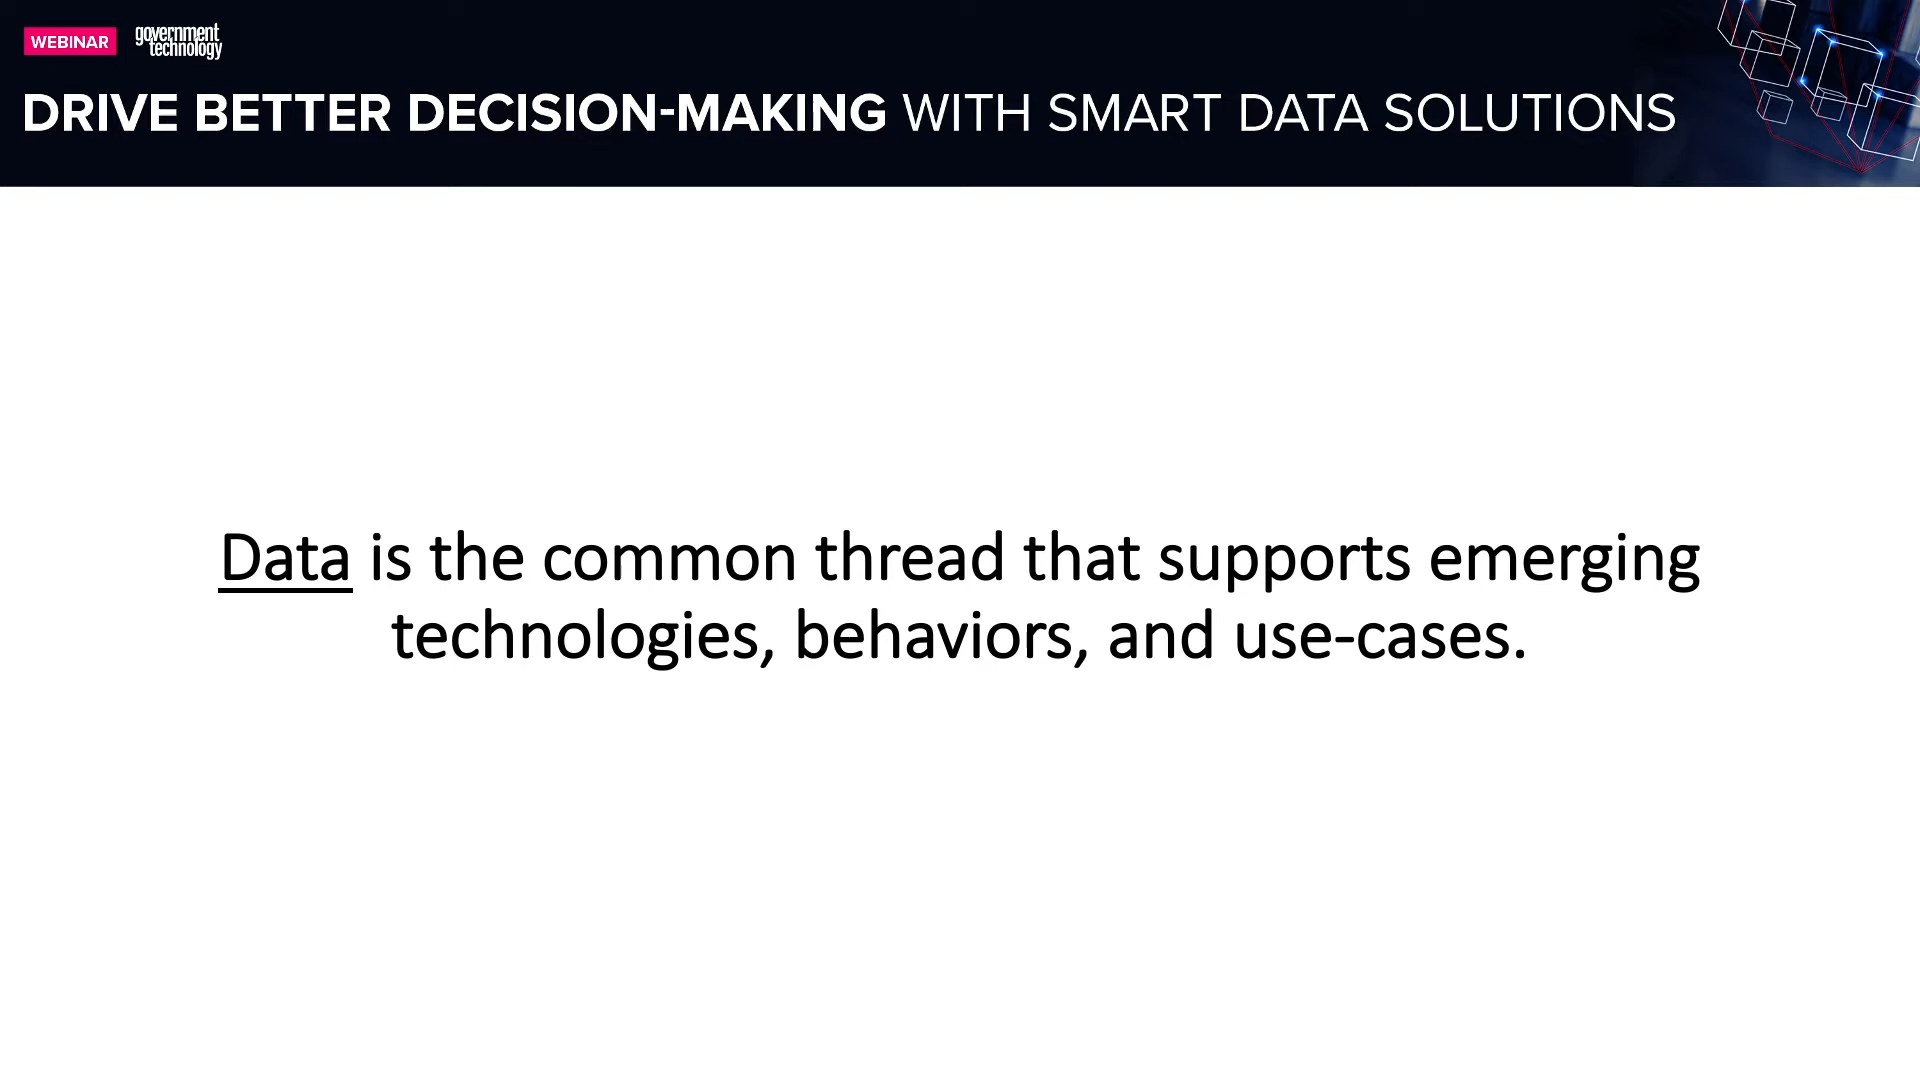 WEBINAR
government
technology
DRIVE BETTER DECISION-MAKING WITH SMART DATA SOLUTIONS
Data is the common thread that supports emerging
technologies, behaviors, and use-cases.